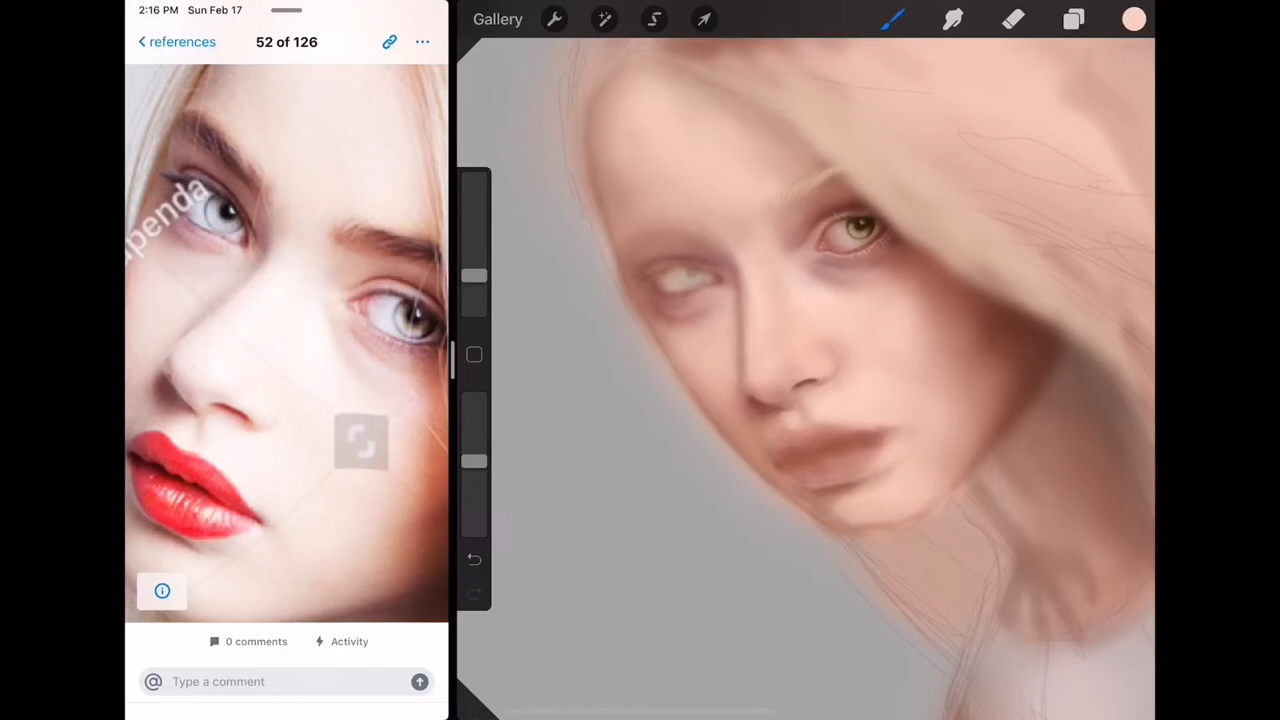 2:16 PM Sun Feb 17
references
52 of 126
Gallery
0 comments
Activity
Type a comment